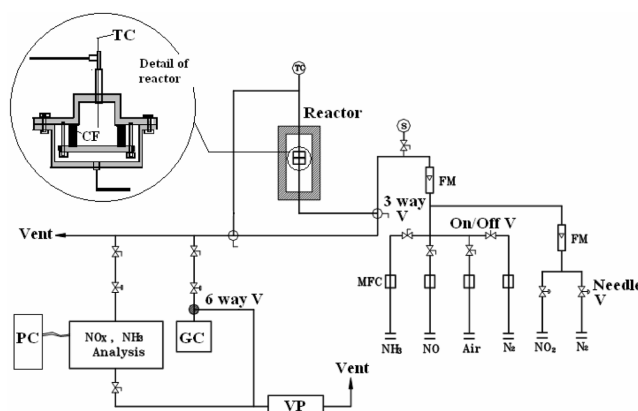 TC
Detail of
reactor
CF
TC
Reactor
S
FM
3 way
V
On/Off V
FM
Vent
MFC
Needle
V
6 way V
PC
NOx, NH₃
Analysis
GC
NH₃
NO
Air
N₂
NO₂
N₂
Vent
VP